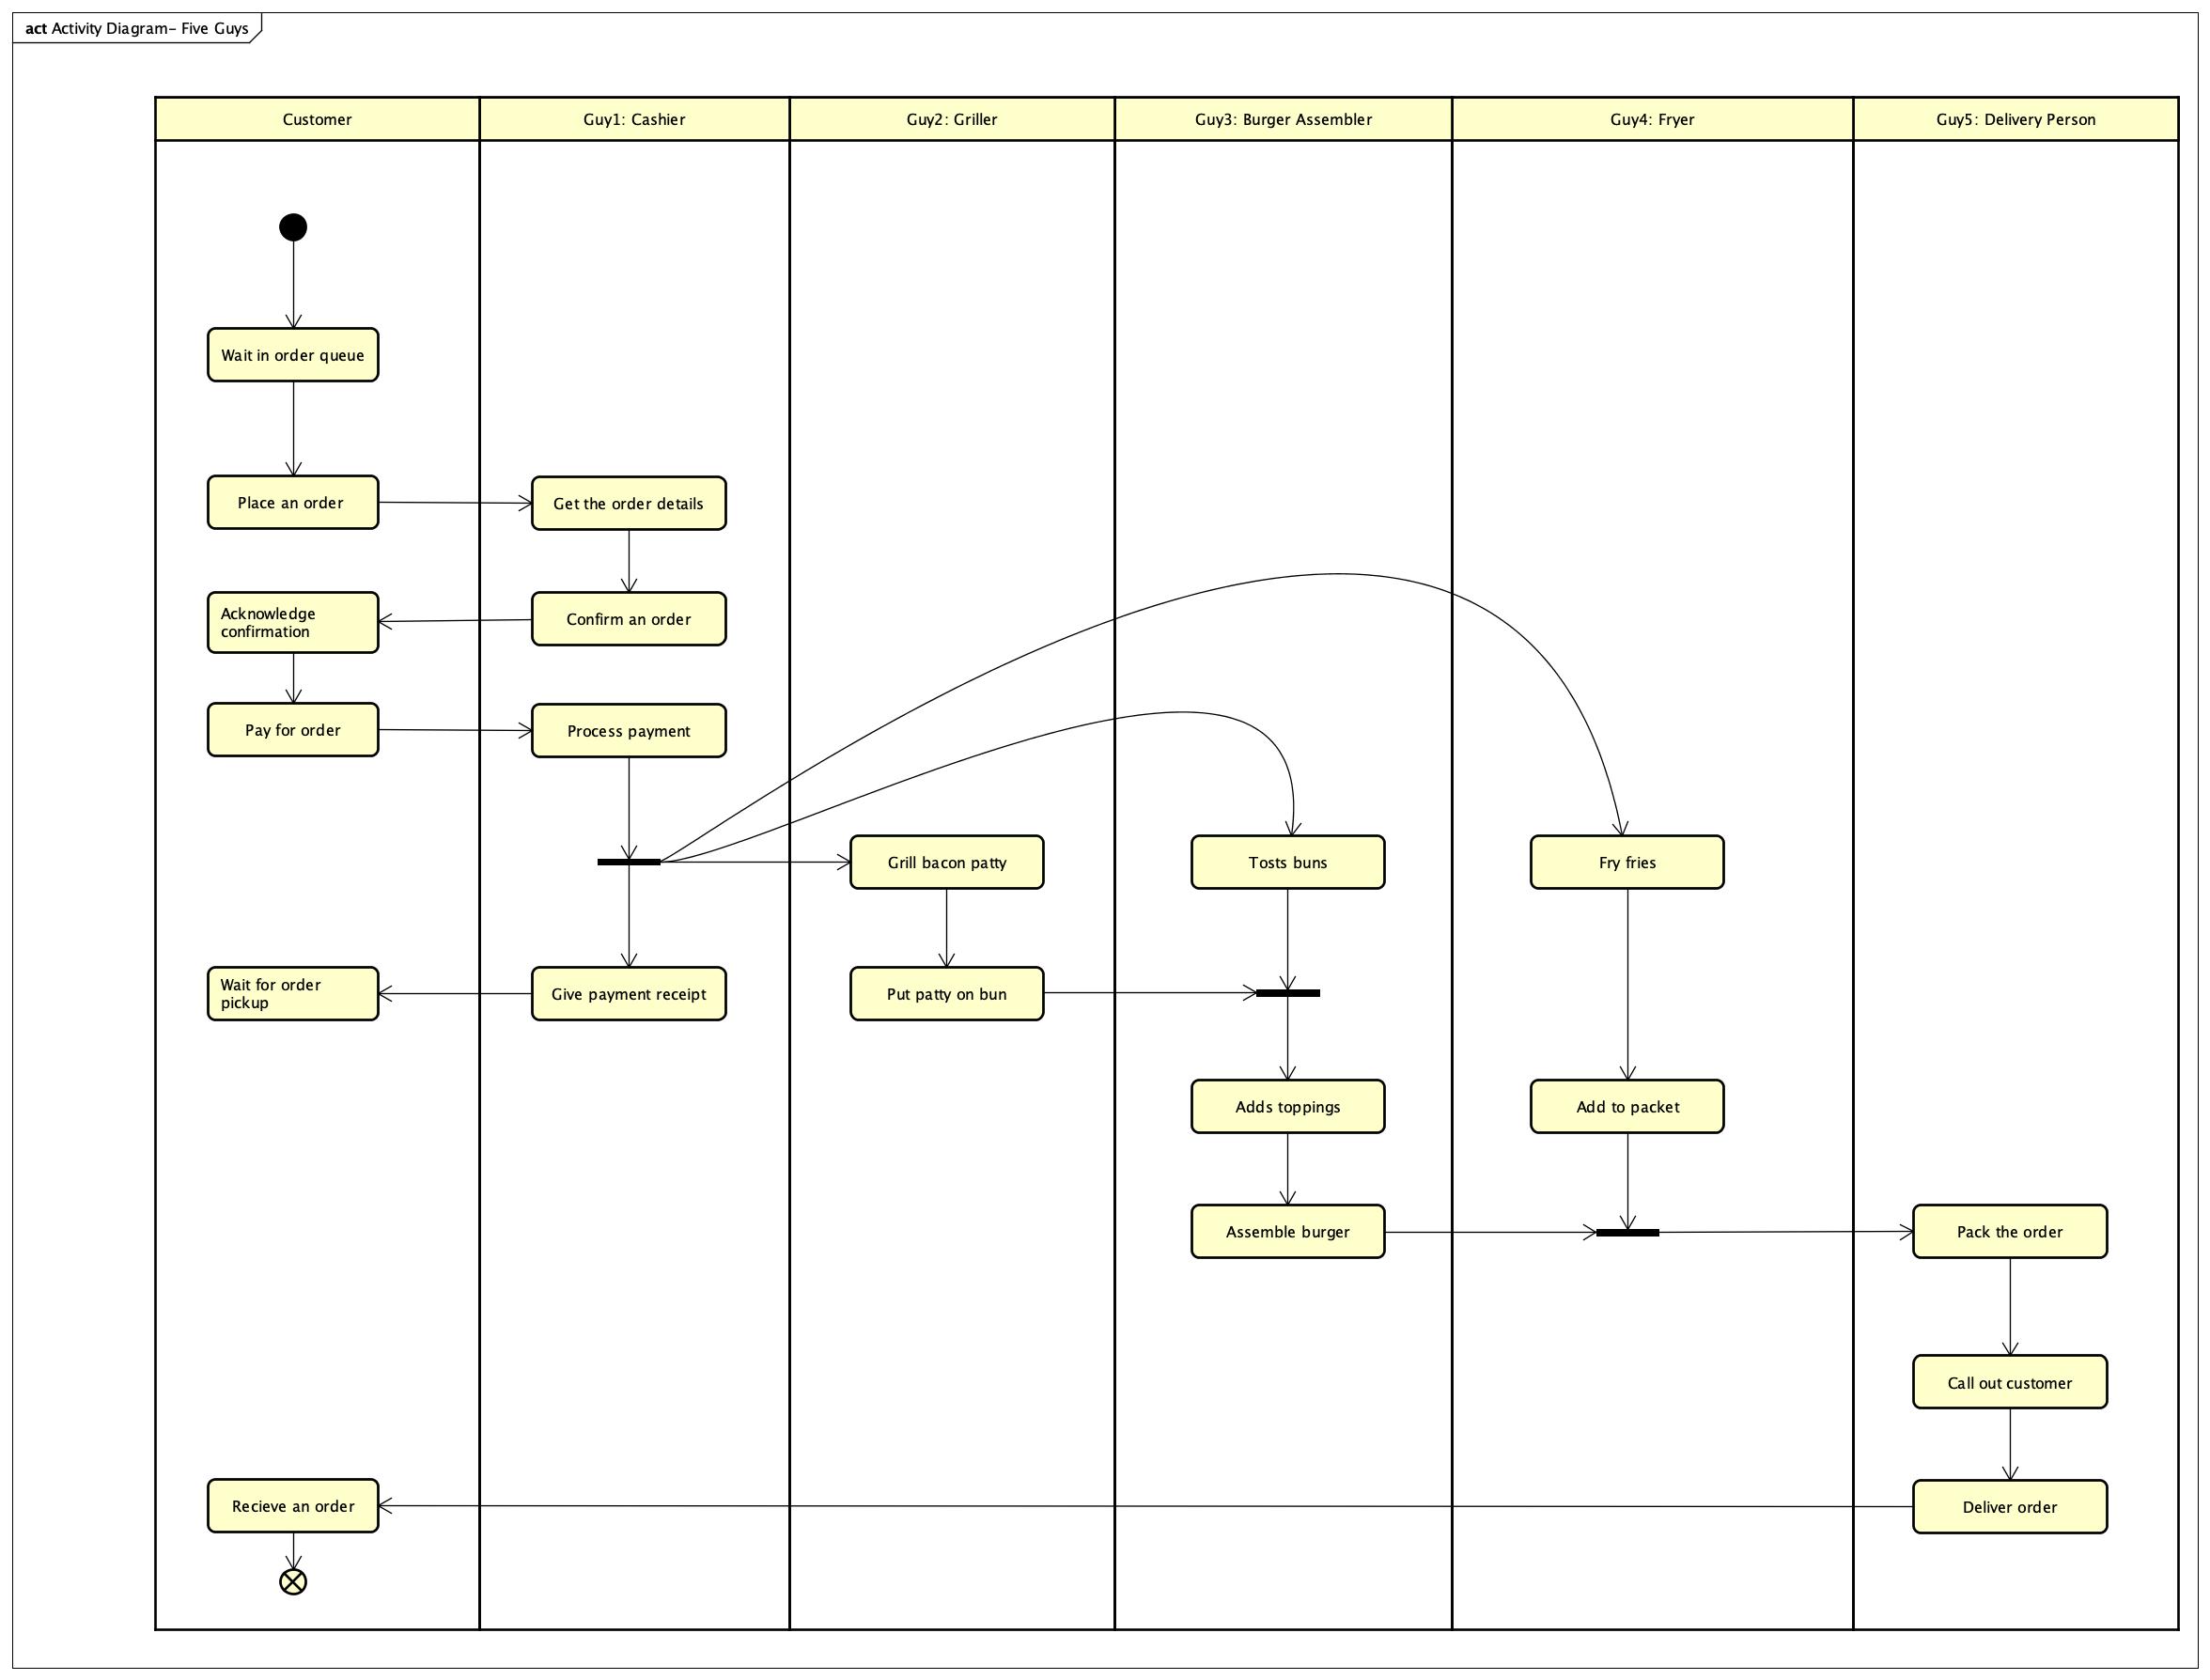 act Activity Diagram- Five Guys
Customer
Guy1: Cashier
Guy2: Griller
Guy3: Burger Assembler
Guy4: Fryer
Guy5: Delivery Person
Wait in order queue
Place an order
Get the order details
Acknowledge
confirmation
Confirm an order
Pay for order
Process payment
Grill bacon patty
Tosts buns
Fry fries
Wait for order
pickup
Give payment receipt
Put patty on bun
Adds toppings
Add to packet
Assemble burger
Pack the order
Call out customer
Recieve an order
Deliver order